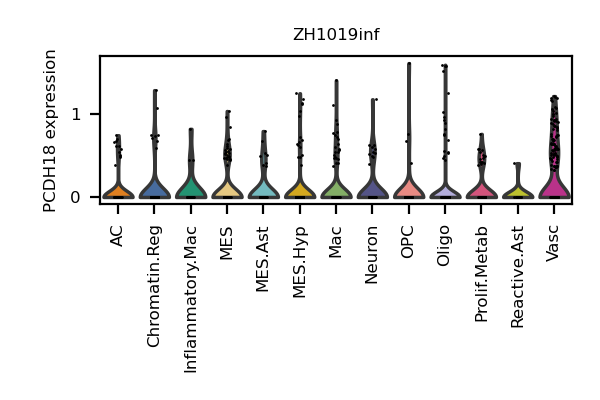 ZH1019inf
PCDH18 expression
1
0
AC
Chromatin.Reg
Inflammatory.Mac
MES
MES.Ast
MES.Hyp
Mac
Neuron
OPC
Oligo
Prolif.Metab
Reactive.Ast
Vasc